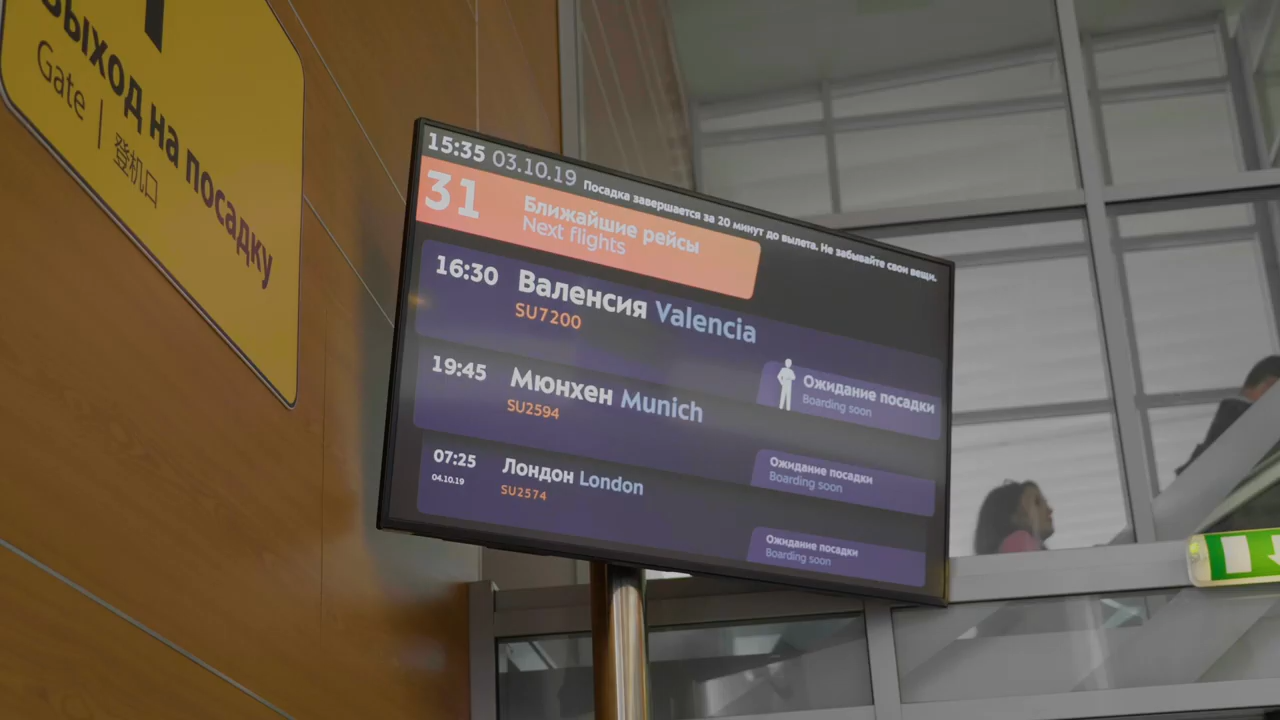 Выход на посадку
Gate | 登机口
15:35 03.10.19 Посадка завершается за 20 минут до вылета. Не забывайте свои вещи.
31 Ближайшие рейсы
Next flights
16:30 Валенсия Valencia
SU7200
Ожидание посадки
Boarding soon
19:45 Мюнхен Munich
SU2594
Ожидание посадки
Boarding soon
07:25 Лондон London
04.10.19 SU2574
Ожидание посадки
Boarding soon